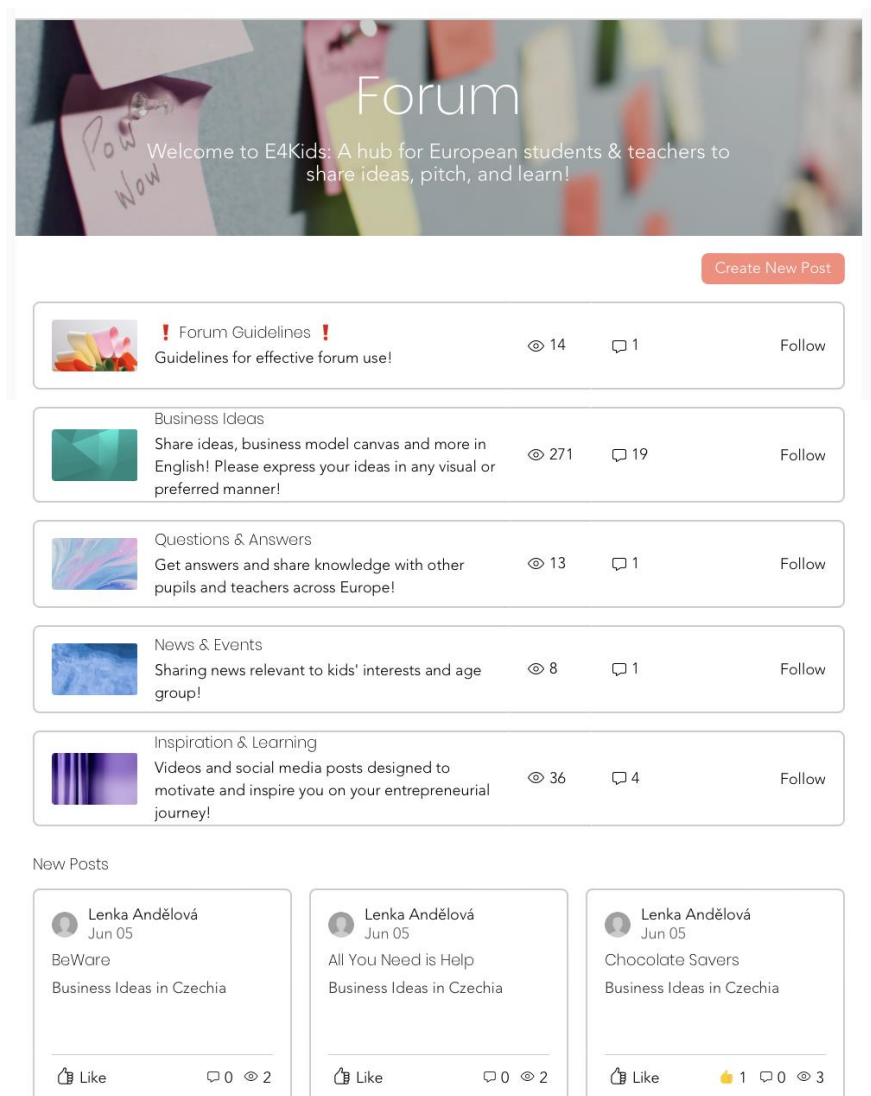 Forum
Pow
Now
Welcome to E4Kids: A hub for European students & teachers to
share ideas, pitch, and learn!
Create New Post
❗ Forum Guidelines ❗
Guidelines for effective forum use!
14
1
Follow
Business Ideas
Share ideas, business model canvas and more in
English! Please express your ideas in any visual or
preferred manner!
271
19
Follow
Questions & Answers
Get answers and share knowledge with other
pupils and teachers across Europe!
13
1
Follow
News & Events
Sharing news relevant to kids' interests and age
group!
8
1
Follow
Inspiration & Learning
Videos and social media posts designed to
motivate and inspire you on your entrepreneurial
journey!
36
4
Follow
New Posts
Lenka Andělová
Jun 05
BeWare
Business Ideas in Czechia
Like
0
2
Lenka Andělová
Jun 05
All You Need is Help
Business Ideas in Czechia
Like
0
2
Lenka Andělová
Jun 05
Chocolate Savers
Business Ideas in Czechia
Like
1
0
3